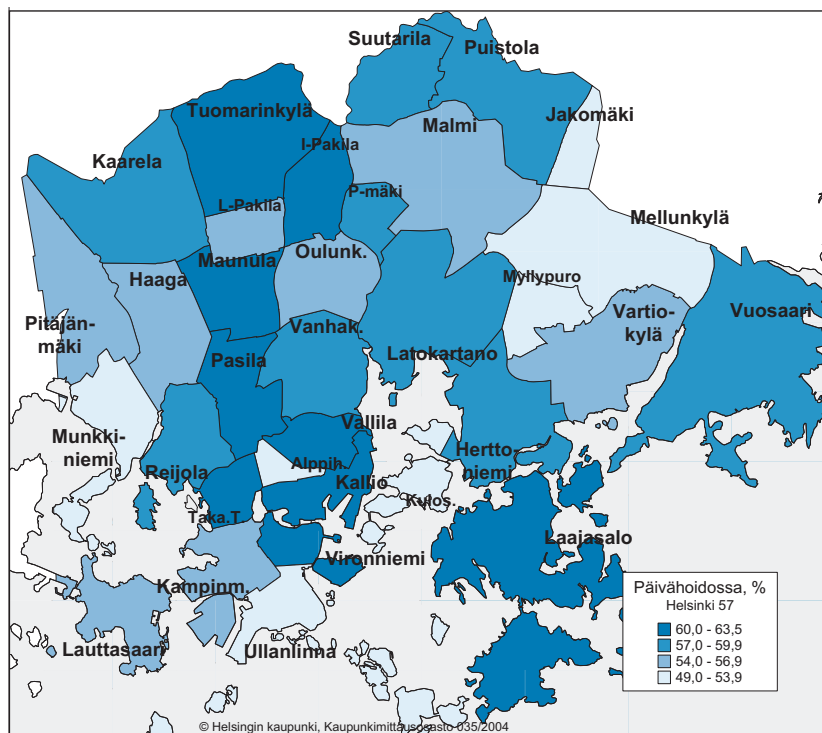 Suutarila
Puistola
Tuomarinkylä
Jakomäki
Malmi
I-Pakila
Kaarela
P-mäki
L-Pakila
Mellunkylä
Maunula
Oulunk.
Haaga
Myllypuro
Vartio-
kylä
Vuosaari
Pitäjän-
mäki
Vanhak.
Latokartano
Pasila
Vallila
Munkki-
niemi
Reijola
Alppih.
Hertto-
niemi
Kallio
Kulos.
Taka.T.
Laajasalo
Vironniemi
Kampinm.
Lauttasaari
Ullanlinna
Päivähoidossa, %
Helsinki 57
60,0 - 63,5
57,0 - 59,9
54,0 - 56,9
49,0 - 53,9
© Helsingin kaupunki, Kaupunkimittausosasto 035/2004